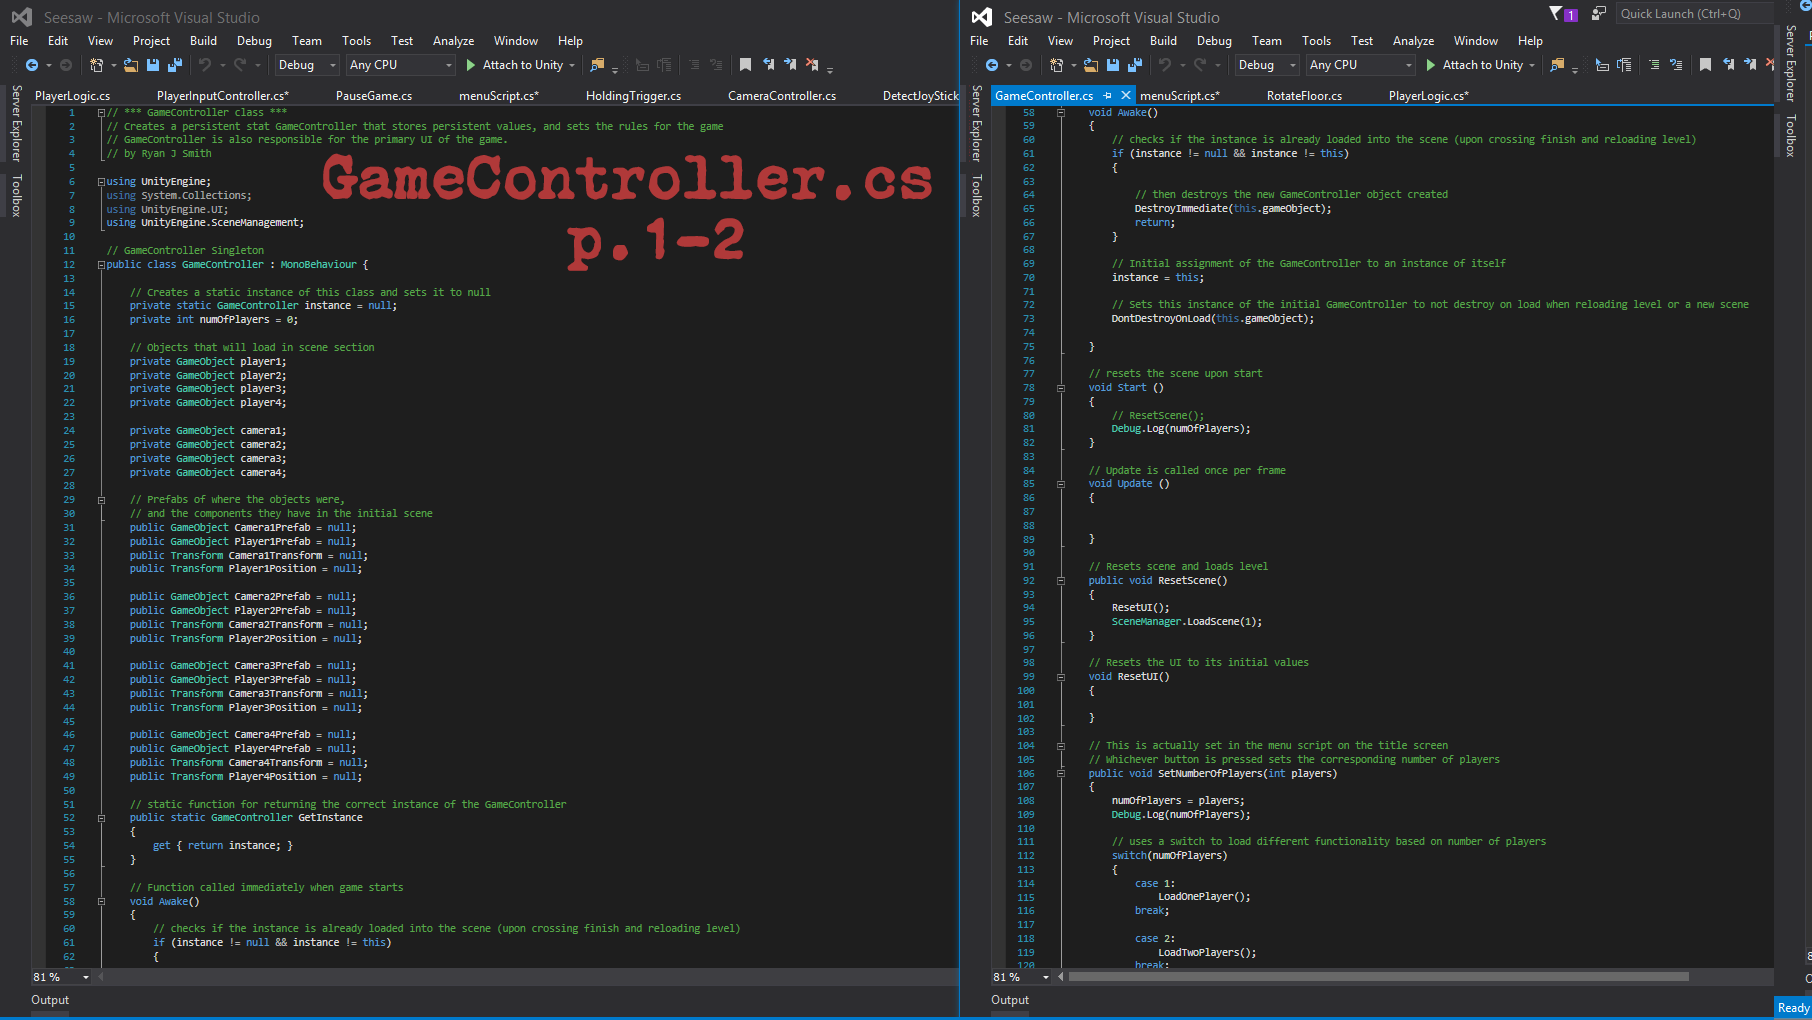 Seesaw - Microsoft Visual Studio
File Edit View Project Build Debug Team Tools Test Analyze Window Help
Debug Any CPU Attach to Unity
PlayerLogic.cs PlayerInputController.cs* PauseGame.cs menuScript.cs* HoldingTrigger.cs CameraController.cs DetectJoyStick
Server Explorer
Toolbox
GameController.cs
p.1-2
1 // *** GameController class ***
2 // Creates a persistent stat GameController that stores persistent values, and sets the rules for the game
3 // GameController is also responsible for the primary UI of the game.
4 // by Ryan J Smith
5
6 using UnityEngine;
7 using System.Collections;
8 using UnityEngine.UI;
9 using UnityEngine.SceneManagement;
10
11 // GameController Singleton
12 public class GameController : MonoBehaviour {
13
14 // Creates a static instance of this class and sets it to null
15 private static GameController instance = null;
16 private int numOfPlayers = 0;
17
18 // Objects that will load in scene section
19 private GameObject player1;
20 private GameObject player2;
21 private GameObject player3;
22 private GameObject player4;
23
24 private GameObject camera1;
25 private GameObject camera2;
26 private GameObject camera3;
27 private GameObject camera4;
28
29 // Prefabs of where the objects were,
30 // and the components they have in the initial scene
31 public GameObject Camera1Prefab = null;
32 public GameObject Player1Prefab = null;
33 public Transform Camera1Transform = null;
34 public Transform Player1Position = null;
35
36 public GameObject Camera2Prefab = null;
37 public GameObject Player2Prefab = null;
38 public Transform Camera2Transform = null;
39 public Transform Player2Position = null;
40
41 public GameObject Camera3Prefab = null;
42 public GameObject Player3Prefab = null;
43 public Transform Camera3Transform = null;
44 public Transform Player3Position = null;
45
46 public GameObject Camera4Prefab = null;
47 public GameObject Player4Prefab = null;
48 public Transform Camera4Transform = null;
49 public Transform Player4Position = null;
50
51 // static function for returning the correct instance of the GameController
52 public static GameController GetInstance
53 {
54 get { return instance; }
55 }
56
57 // Function called immediately when game starts
58 void Awake()
59 {
60 // checks if the instance is already loaded into the scene (upon crossing finish and reloading level)
61 if (instance != null && instance != this)
62 {
81 %
Output
Seesaw - Microsoft Visual Studio
1 Quick Launch (Ctrl+Q)
File Edit View Project Build Debug Team Tools Test Analyze Window Help
Debug Any CPU Attach to Unity
GameController.cs menuScript.cs* RotateFloor.cs PlayerLogic.cs*
Server Explorer
Toolbox
58 void Awake()
59 {
60 // checks if the instance is already loaded into the scene (upon crossing finish and reloading level)
61 if (instance != null && instance != this)
62 {
63
64 // then destroys the new GameController object created
65 DestroyImmediate(this.gameObject);
66 return;
67 }
68
69 // Initial assignment of the GameController to an instance of itself
70 instance = this;
71
72 // Sets this instance of the initial GameController to not destroy on load when reloading level or a new scene
73 DontDestroyOnLoad(this.gameObject);
74
75 }
76
77 // resets the scene upon start
78 void Start ()
79 {
80 // ResetScene();
81 Debug.Log(numOfPlayers);
82 }
83
84 // Update is called once per frame
85 void Update ()
86 {
87
88
89 }
90
91 // Resets scene and loads level
92 public void ResetScene()
93 {
94 ResetUI();
95 SceneManager.LoadScene(1);
96 }
97
98 // Resets the UI to its initial values
99 void ResetUI()
100 {
101
102 }
103
104 // This is actually set in the menu script on the title screen
105 // Whichever button is pressed sets the corresponding number of players
106 public void SetNumberOfPlayers(int players)
107 {
108 numOfPlayers = players;
109 Debug.Log(numOfPlayers);
110
111 // uses a switch to load different functionality based on number of players
112 switch(numOfPlayers)
113 {
114 case 1:
115 LoadOnePlayer();
116 break;
117
118 case 2:
119 LoadTwoPlayers();
120 break;
81 %
Output
Server Explorer
Toolbox
Ready